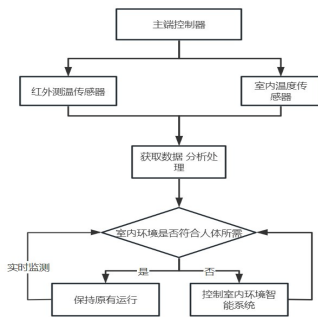 主端控制器
红外测温传感器
室内温度传
感器
获取数据 分析处
理
室内环境是否符合人体所需
实时监测
是
否
保持原有运行
控制室内环境智
能系统